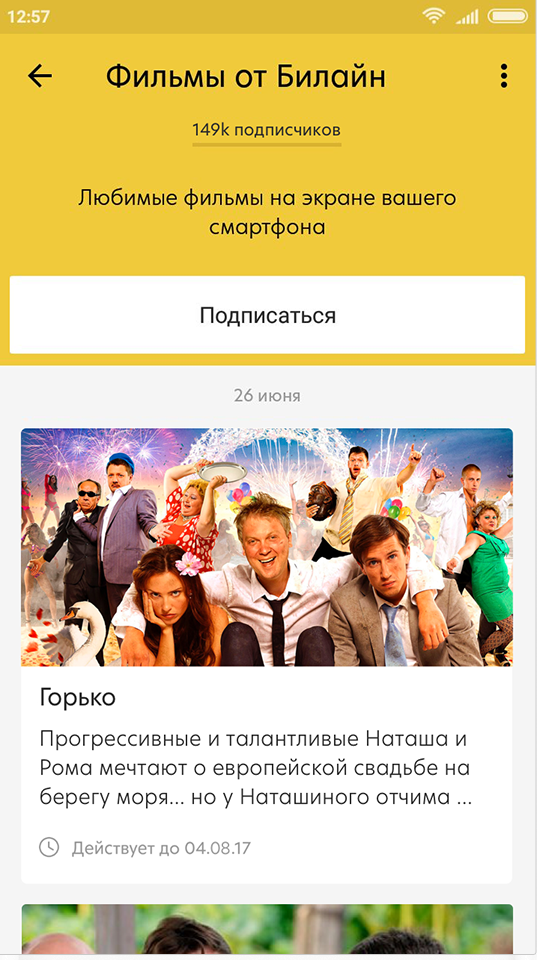 12:57
Фильмы от Билайн
149k подписчиков
Любимые фильмы на экране вашего
смартфона
Подписаться
26 июня
Горько
Прогрессивные и талантливые Наташа и
Рома мечтают о европейской свадьбе на
берегу моря... но у Наташиного отчима ...
Действует до 04.08.17